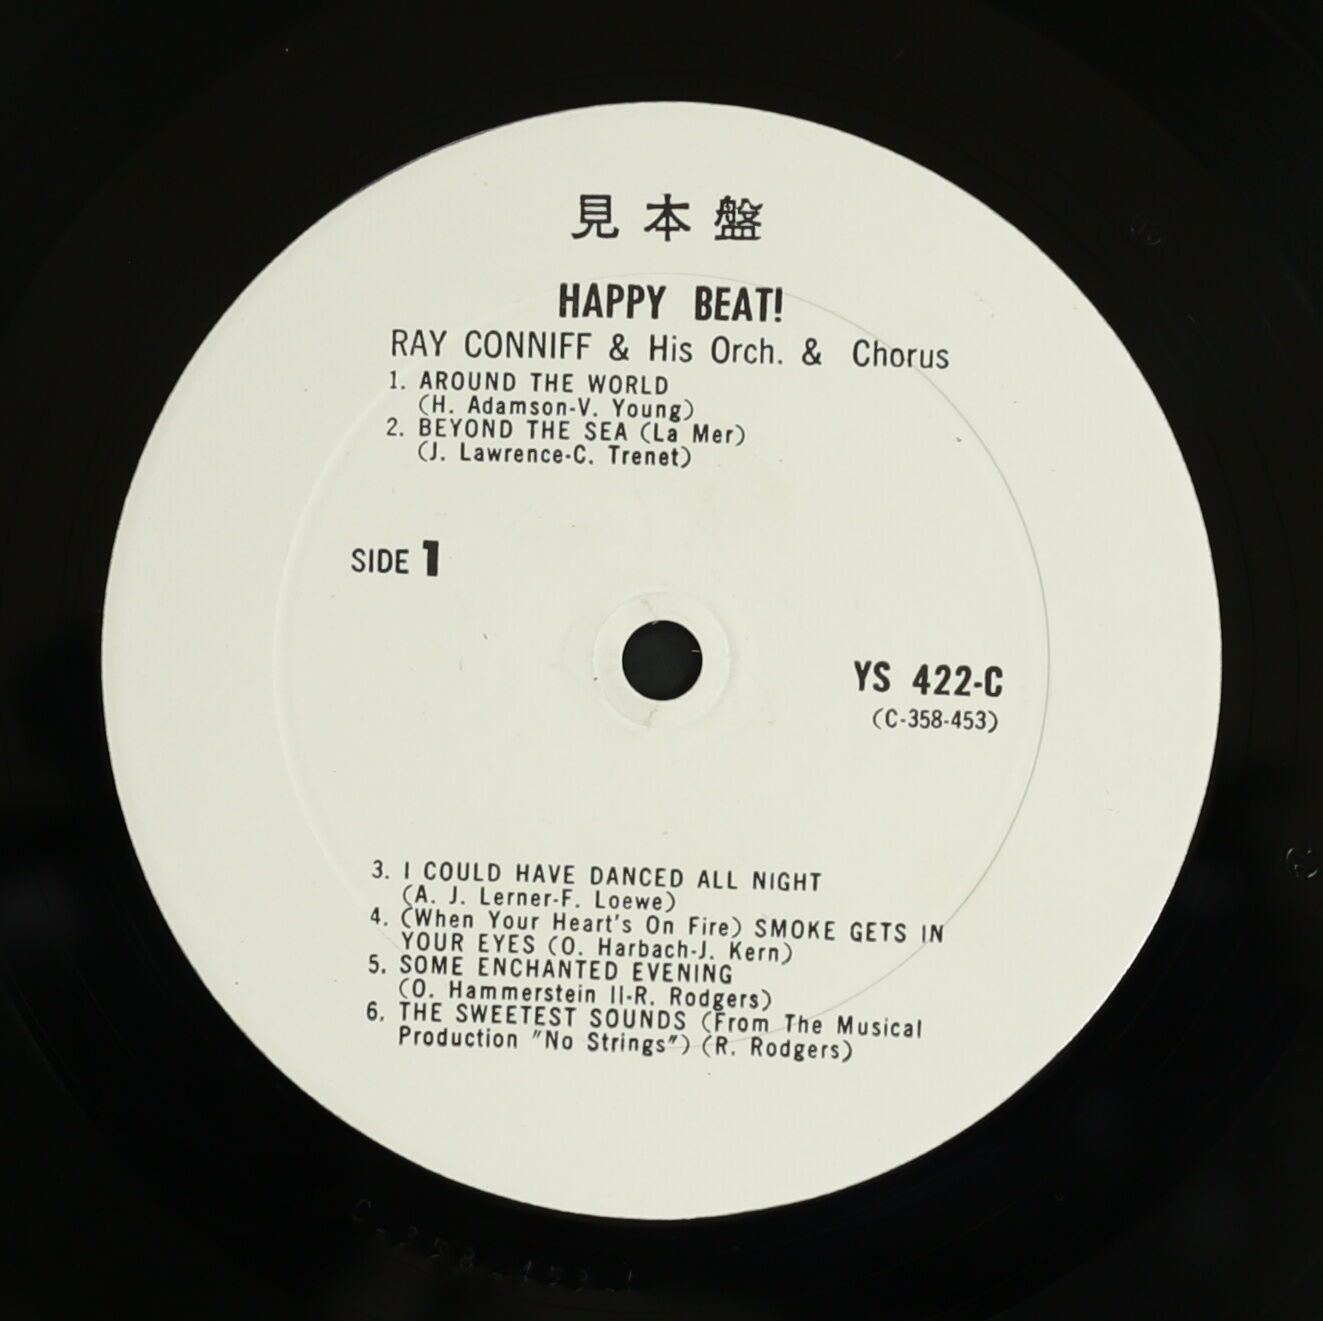 見本盤
HAPPY BEAT!
RAY CONNIFF & His Orch. & Chorus
1. AROUND THE WORLD
(H. Adamson-V. Young)
2. BEYOND THE SEA (La Mer)
(J. Lawrence-C. Trenet)
SIDE 1
YS 422-C
(C-358-453)
3. I COULD HAVE DANCED ALL NIGHT
(A. J. Lerner-F. Loewe)
4. (When Your Heart's On Fire) SMOKE GETS IN
YOUR EYES (O. Harbach-J. Kern)
5. SOME ENCHANTED EVENING
(O. Hammerstein II-R. Rodgers)
6. THE SWEETEST SOUNDS (From The Musical
Production "No Strings") (R. Rodgers)